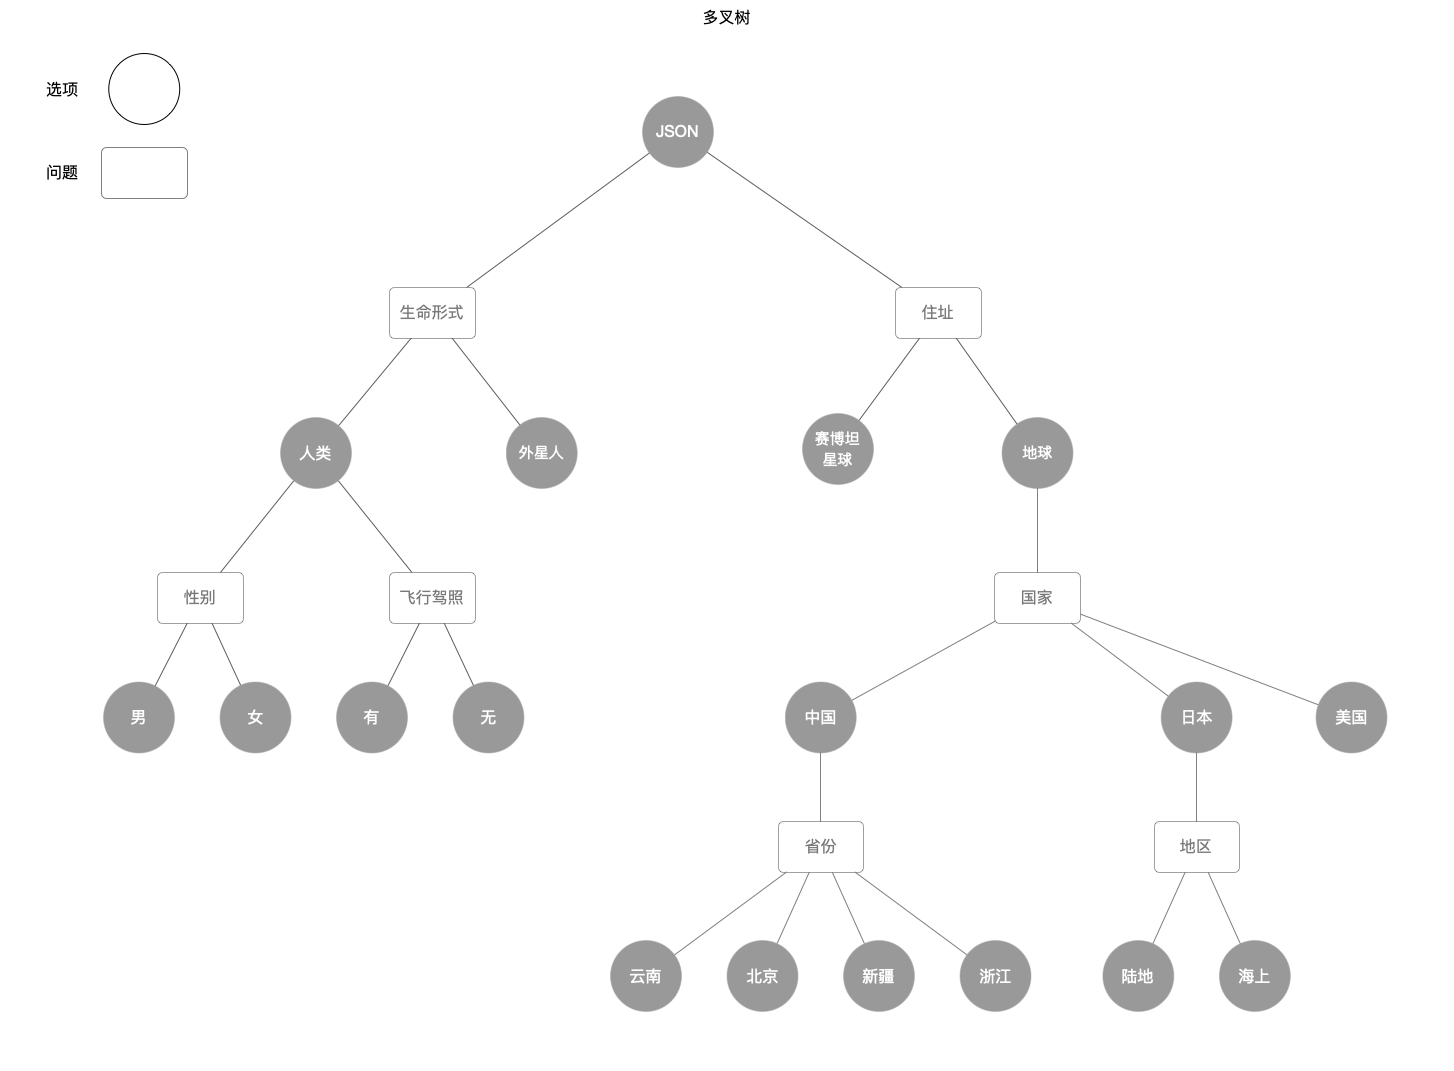 多叉树
选项
问题
JSON
生命形式
住址
人类
外星人
赛博坦
星球
地球
性别
飞行驾照
国家
男
女
有
无
中国
日本
美国
省份
地区
云南
北京
新疆
浙江
陆地
海上